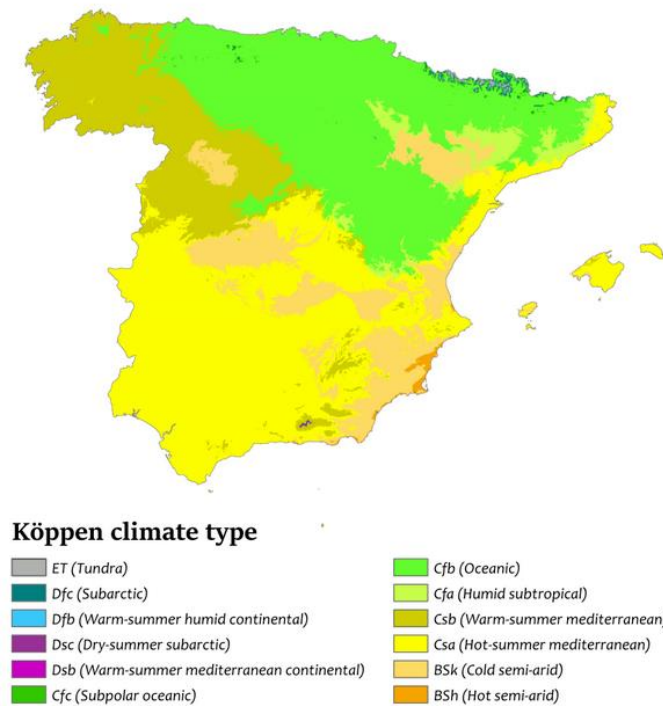 Köppen climate type
ET (Tundra)
Dfc (Subarctic)
Dfb (Warm-summer humid continental)
Dsc (Dry-summer subarctic)
Dsb (Warm-summer mediterranean continental)
Cfc (Subpolar oceanic)
Cfb (Oceanic)
Cfa (Humid subtropical)
Csb (Warm-summer mediterranean)
Csa (Hot-summer mediterranean)
BSk (Cold semi-arid)
BSh (Hot semi-arid)